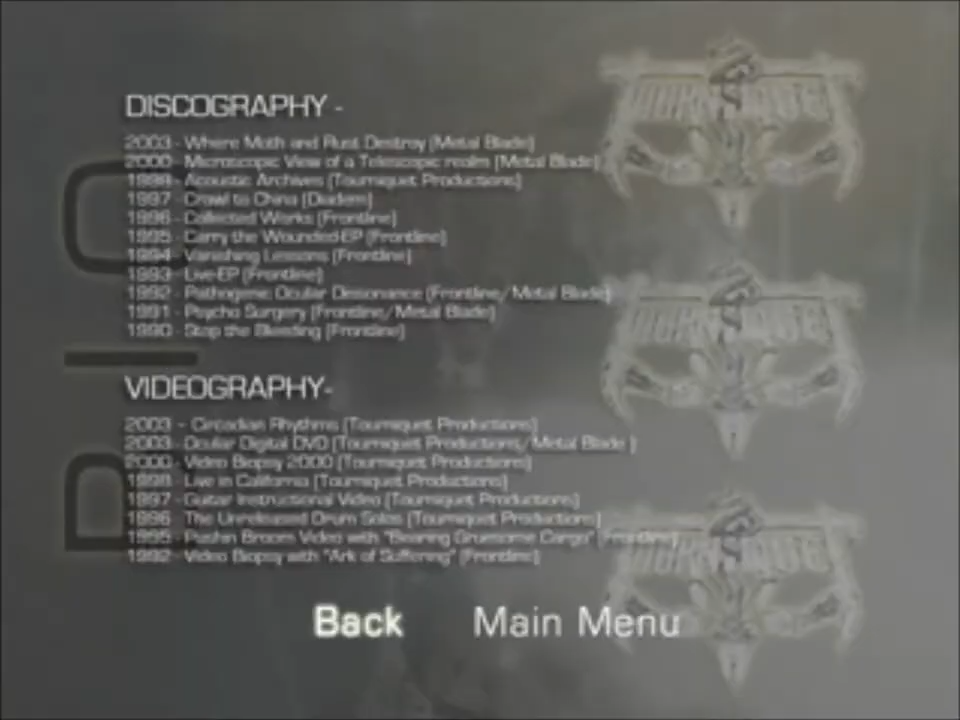 DISCOGRAPHY -
2003 - Where Moth and Rust Destroy (Metal Blade)
2000 - Microscopic View of a Telescopic realm (Metal Blade)
1998 - Acoustic Archives (Tourniquet Productions)
1997 - Crawl to China (Diadem)
1996 - Collected Works (Frontline)
1995 - Carry the Wounded-EP (Frontline)
1994 - Vanishing Lessons (Frontline)
1993 - Live-EP (Frontline)
1992 - Pathogenic Ocular Dissonance (Frontline/Metal Blade)
1991 - Psycho Surgery (Frontline/Metal Blade)
1990 - Stop the Bleeding (Frontline)
VIDEOGRAPHY-
2003 - Circadian Rhythms (Tourniquet Productions)
2003 - Ocular Digital DVD (Tourniquet Productions/Metal Blade )
2000 - Video Biopsy 2000 (Tourniquet Productions)
1998 - Live in California (Tourniquet Productions)
1997 - Guitar Instructional Video (Tourniquet Productions)
1996 - The Unreleased Drum Solos (Tourniquet Productions)
1995 - Pushin Broom Video with "Bearing Gruesome Cargo" (Frontline)
1992 - Video Biopsy with "Ark of Suffering" (Frontline)
Back Main Menu